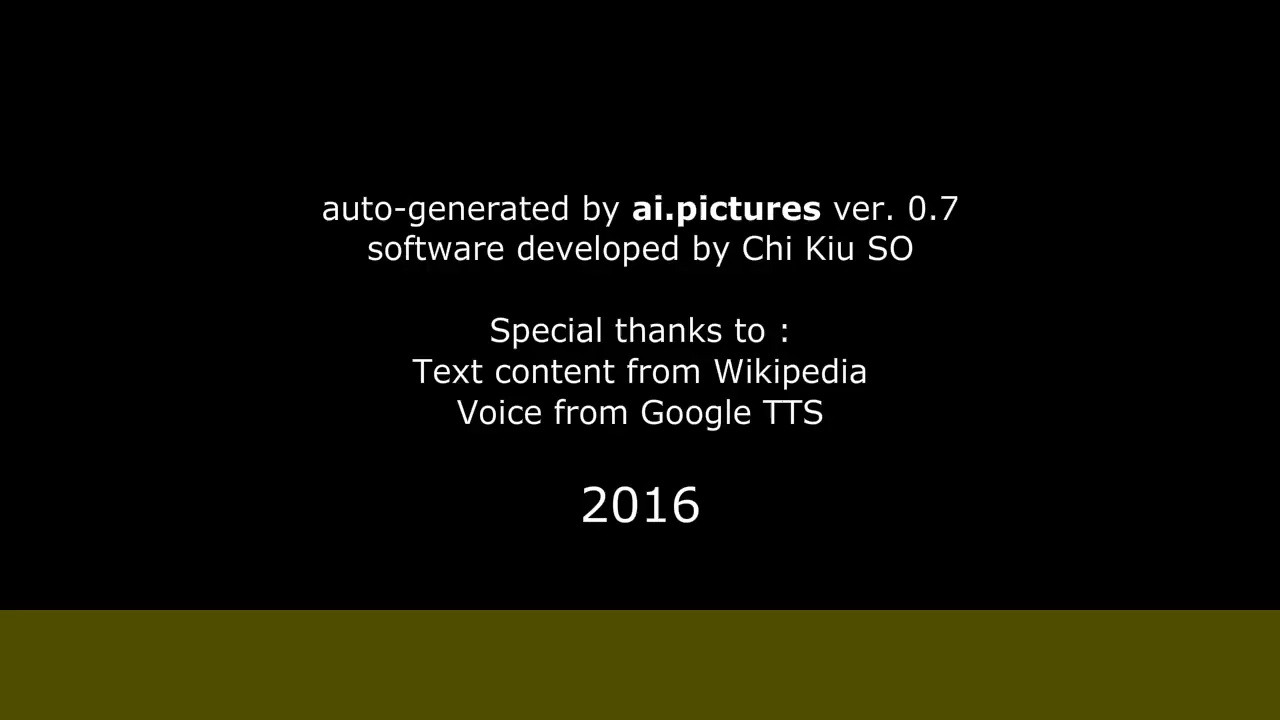 auto-generated by ai.pictures ver. 0.7
software developed by Chi Kiu SO
Special thanks to :
Text content from Wikipedia
Voice from Google TTS
2016